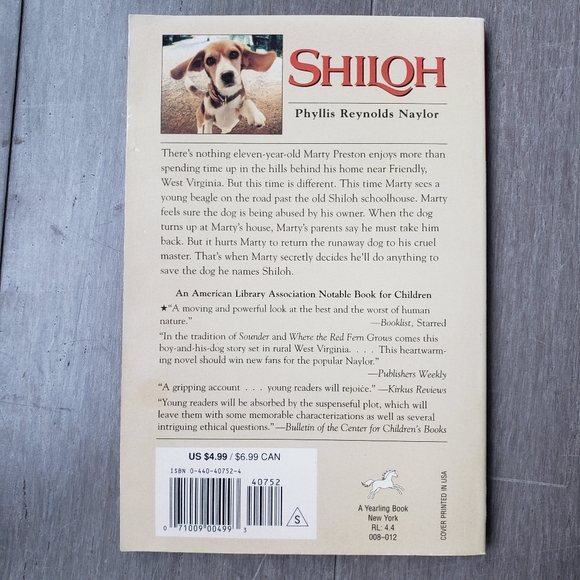 SHILOH
Phyllis Reynolds Naylor
There's nothing eleven-year-old Marty Preston enjoys more than
spending time up in the hills behind his home near Friendly,
West Virginia. But this time is different. This time Marty sees a
young beagle on the road past the old Shiloh schoolhouse. Marty
feels sure the dog is being abused by his owner. When the dog
turns up at Marty's house, Marty's parents say he must take him
back. But it hurts Marty to return the runaway dog to his cruel
master. That's when Marty secretly decides he'll do anything to
save the dog he names Shiloh.
An American Library Association Notable Book for Children
★"A moving and powerful look at the best and the worst of human
nature." —Booklist, Starred
"In the tradition of Sounder and Where the Red Fern Grows comes this
boy-and-his-dog story set in rural West Virginia. . . . This heartwarm-
ing novel should win new fans for the popular Naylor."
—Publishers Weekly
"A gripping account . . . young readers will rejoice." —Kirkus Reviews
"Young readers will be absorbed by the suspenseful plot, which will
leave them with some memorable characterizations as well as several
intriguing ethical questions."—Bulletin of the Center for Children's Books
US $4.99 / $6.99 CAN
ISBN 0-440-40752-4
40752
S
0 71009 00499 3
A Yearling Book
New York
RL: 4.4
008–012
COVER PRINTED IN USA